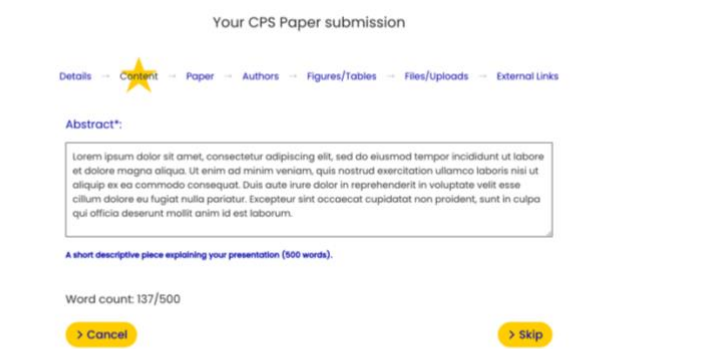 Your CPS Paper submission
Details → Content → Paper → Authors → Figures/Tables → Files/Uploads → External Links
Abstract*:
Lorem ipsum dolor sit amet, consectetur adipiscing elit, sed do eiusmod tempor incididunt ut labore
et dolore magna aliqua. Ut enim ad minim veniam, quis nostrud exercitation ullamco laboris nisi ut
aliquip ex ea commodo consequat. Duis aute irure dolor in reprehenderit in voluptate velit esse
cillum dolore eu fugiat nulla pariatur. Excepteur sint occaecat cupidatat non proident, sunt in culpa
qui officia deserunt mollit anim id est laborum.
A short descriptive piece explaining your presentation (500 words).
Word count: 137/500
> Cancel
> Skip